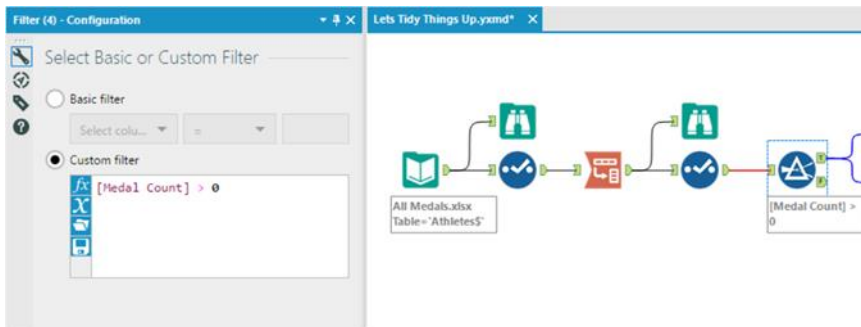 Filter (4) - Configuration
Lets Tidy Things Up.yxmd*
Select Basic or Custom Filter
Basic filter
Select colu...
=
Custom filter
fx
X
[Medal Count] > 0
All Medals.xlsx
Table=`Athletes$`
T
F
[Medal Count] >
0